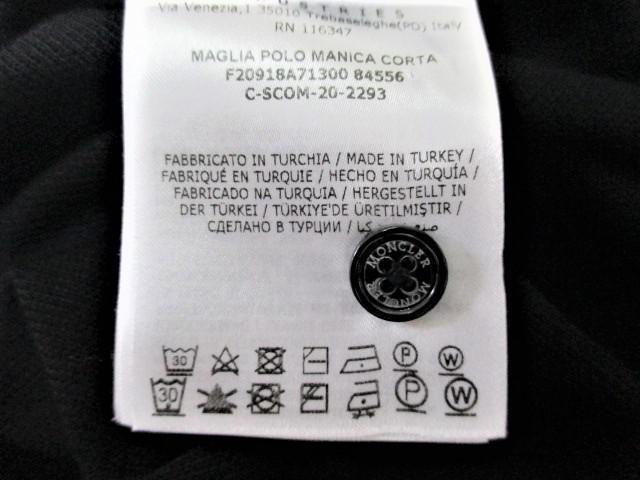 USTRIES
Via Venezia,1 35010 Trebaseleghe(PD) Italy
RN 116347
MAGLIA POLO MANICA CORTA
F20918A71300 84556
C-SCOM-20-2293
FABBRICATO IN TURCHIA / MADE IN TURKEY /
FABRIQUÉ EN TURQUIE / HECHO EN TURQUÍA /
FABRICADO NA TURQUIA / HERGESTELLT IN
DER TÜRKEI / TÜRKIYE'DE ÜRETILMIŞTIR /
СДЕЛАНО В ТУРЦИИ /
MONCLER
MONCLER
30 P W
30 P W